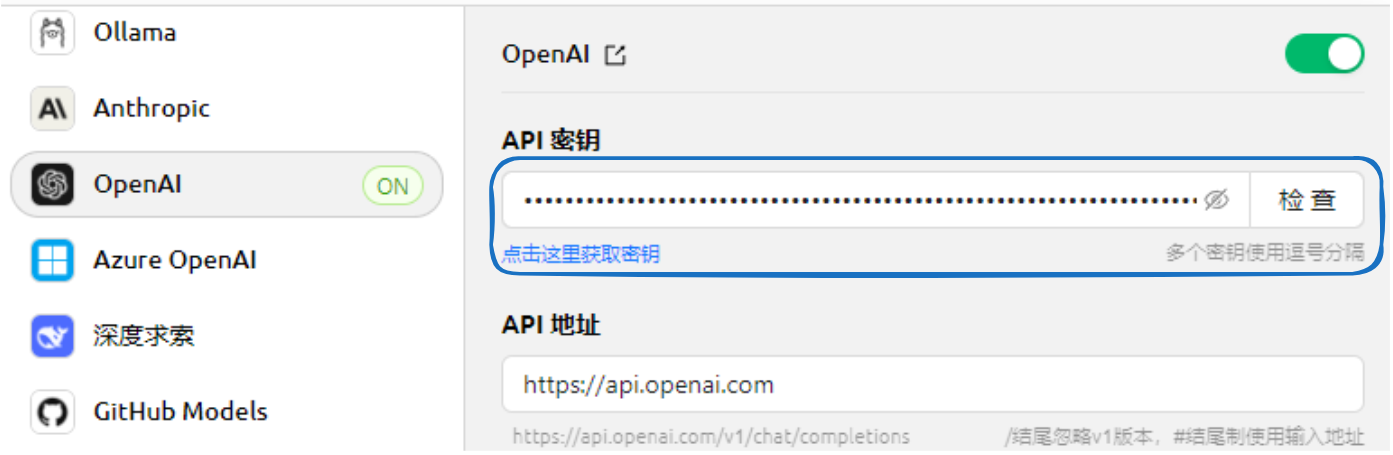 Ollama
Anthropic
OpenAI
ON
Azure OpenAI
深度求索
GitHub Models
OpenAI
API 密钥
检查
点击这里获取密钥
多个密钥使用逗号分隔
API 地址
https://api.openai.com
https://api.openai.com/v1/chat/completions
/结尾忽略v1版本，#结尾制使用输入地址